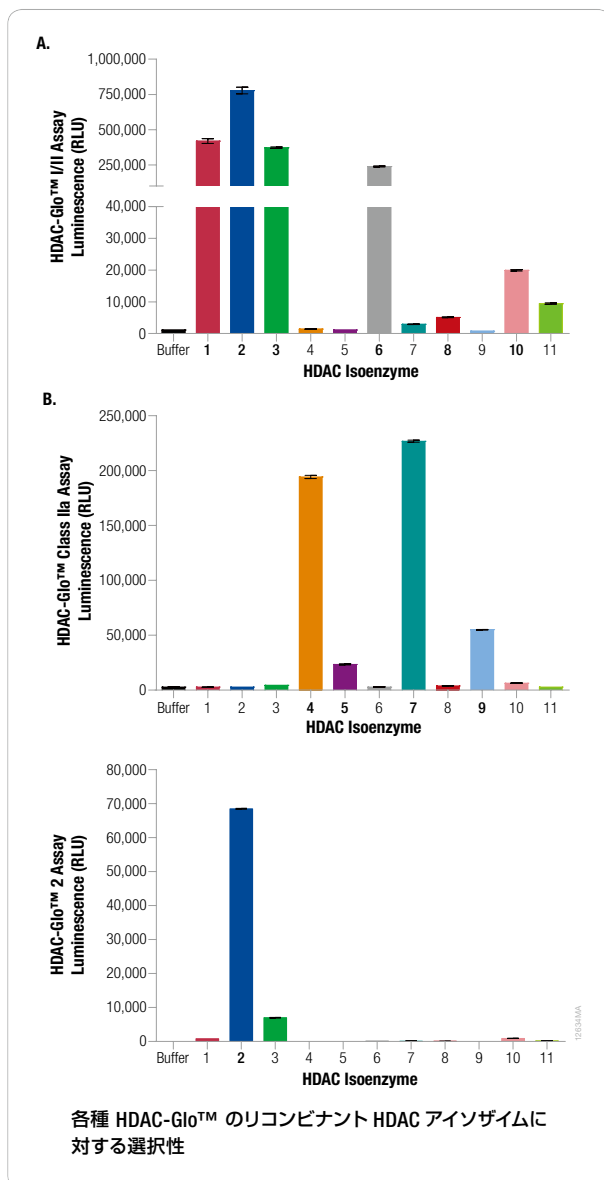 A.
HDAC-Glo™ I/II Assay
Luminescence (RLU)
1,000,000
750,000
500,000
250,000
40,000
30,000
20,000
10,000
0
Buffer 1 2 3 4 5 6 7 8 9 10 11
HDAC Isoenzyme
B.
HDAC-Glo™ Class IIa Assay
Luminescence (RLU)
250,000
200,000
150,000
100,000
50,000
0
Buffer 1 2 3 4 5 6 7 8 9 10 11
HDAC Isoenzyme
HDAC-Glo™ 2 Assay
Luminescence (RLU)
80,000
70,000
60,000
50,000
40,000
30,000
20,000
10,000
0
Buffer 1 2 3 4 5 6 7 8 9 10 11
HDAC Isoenzyme
12634MA
各種 HDAC-Glo™ のリコンビナント HDAC アイソザイムに
対する選択性